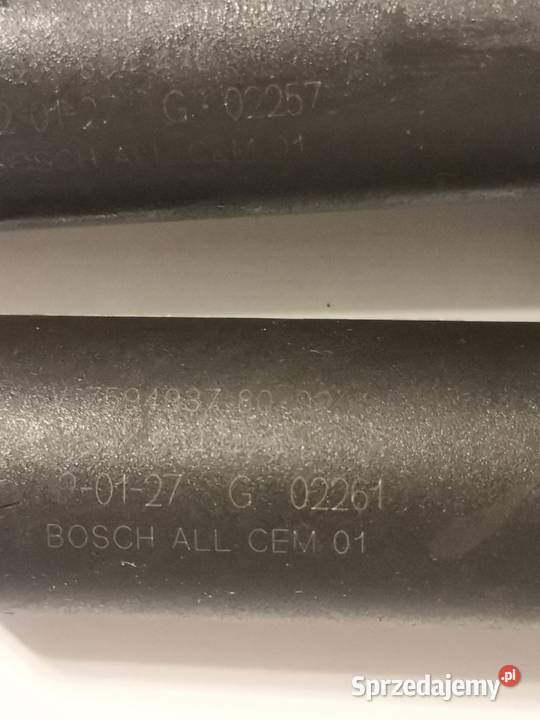 G 02257
BOSCH ALL CEM 01
-01-27 G 02261
BOSCH ALL CEM 01
Sprzedajemy.pl